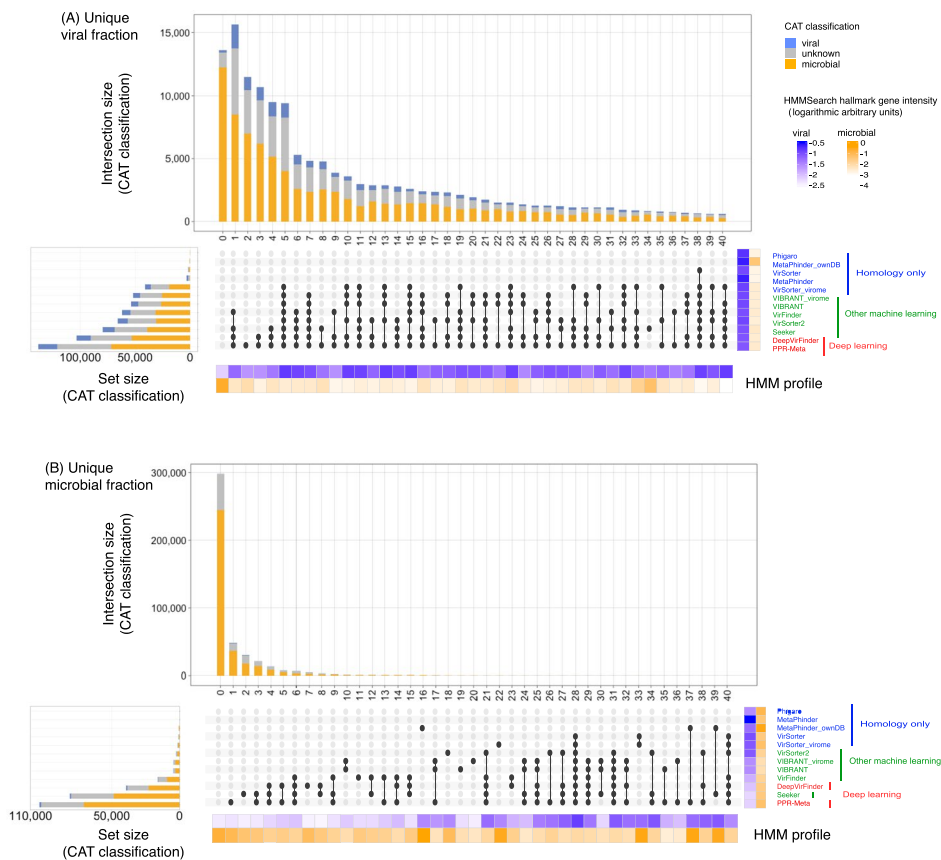 (A) Unique
viral fraction
Intersection size
(CAT classification)
15,000
10,000
5,000
0
0 1 2 3 4 5 6 7 8 9 10 11 12 13 14 15 16 17 18 19 20 21 22 23 24 25 26 27 28 29 30 31 32 33 34 35 36 37 38 39 40
CAT classification
viral
unknown
microbial
HMMSearch hallmark gene intensity
(logarithmic arbitrary units)
viral microbial
-0.5
-1
-1.5
-2
-2.5
0
-1
-2
-3
-4
Phigaro
MetaPhinder_ownDB
VirSorter
MetaPhinder
VirSorter_virome
VIBRANT_virome
VIBRANT
VirFinder
VirSorter2
Seeker
DeepVirFinder
PPR-Meta
Homology only
Other machine learning
Deep learning
100,000 50,000 0
Set size
(CAT classification)
HMM profile
(B) Unique
microbial fraction
Intersection size
(CAT classification)
300,000
200,000
100,000
0
0 1 2 3 4 5 6 7 8 9 10 11 12 13 14 15 16 17 18 19 20 21 22 23 24 25 26 27 28 29 30 31 32 33 34 35 36 37 38 39 40
Phigaro
MetaPhinder
MetaPhinder_ownDB
VirSorter
VirSorter_virome
VirSorter2
VIBRANT_virome
VIBRANT
VirFinder
DeepVirFinder
Seeker
PPR-Meta
Homology only
Other machine learning
Deep learning
110,000 50,000 0
Set size
(CAT classification)
HMM profile